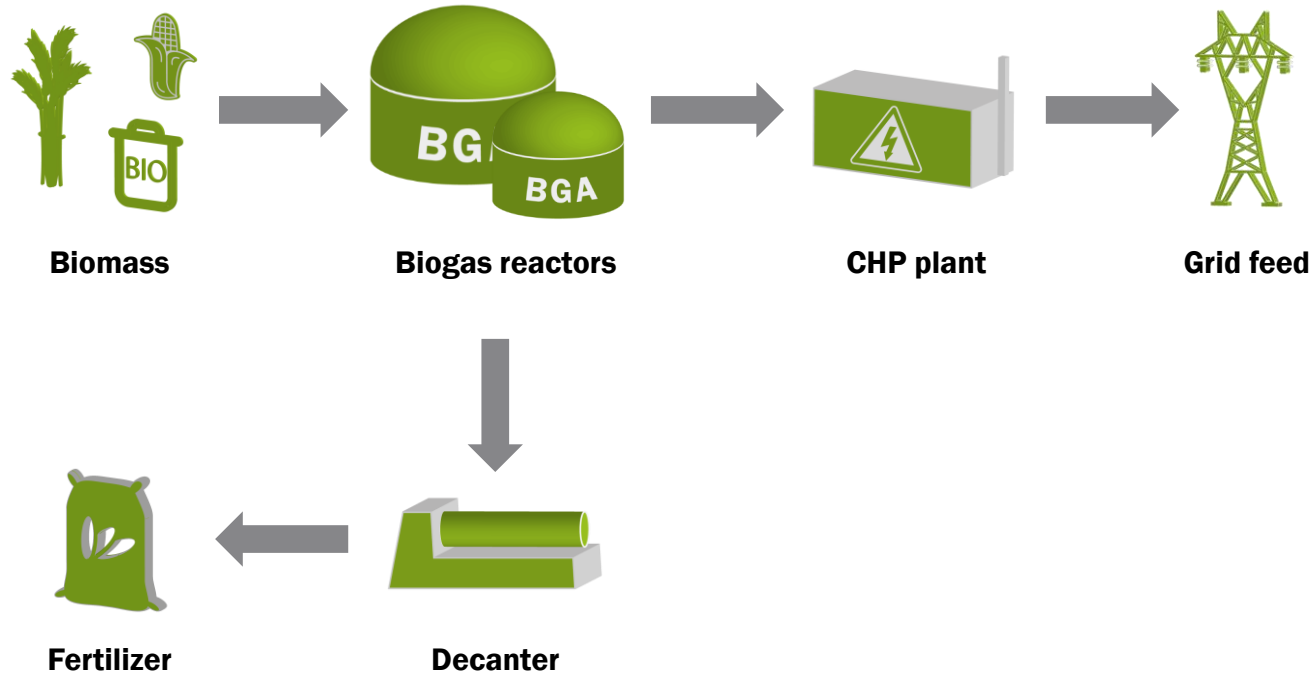 BIO
BG
BGA
Biomass
Biogas reactors
CHP plant
Grid feed
Fertilizer
Decanter